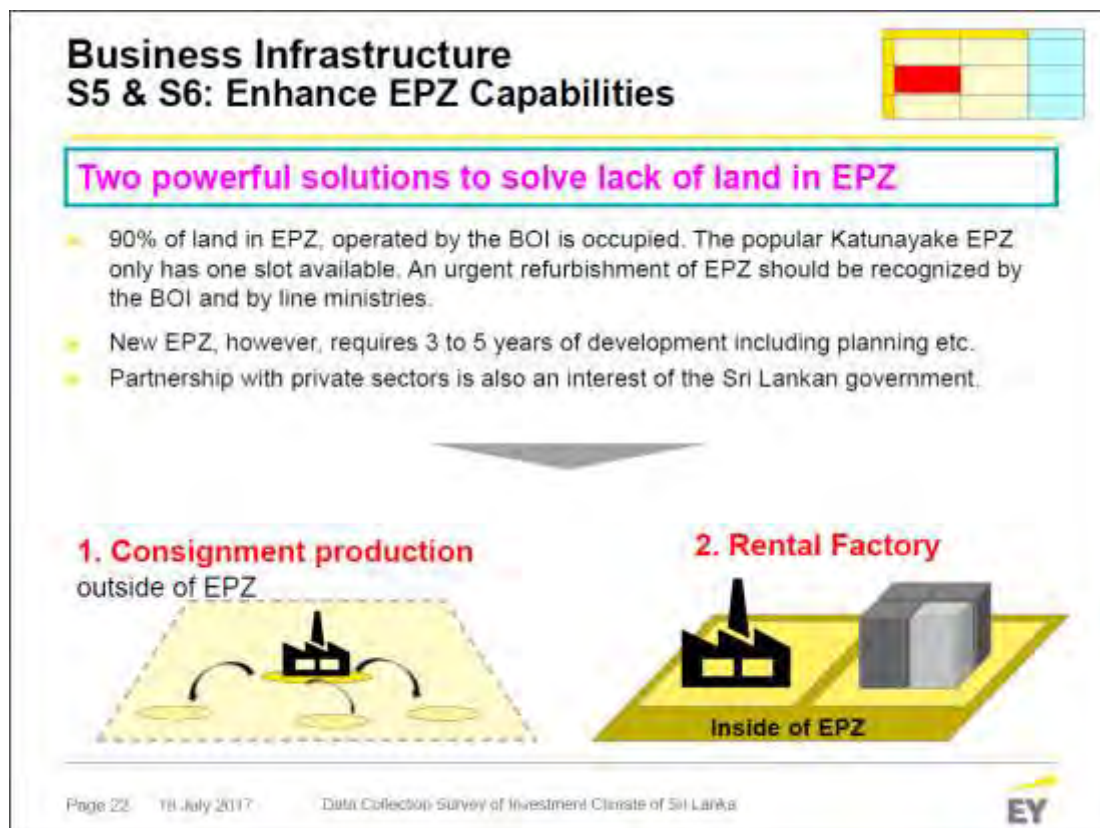 Business Infrastructure
S5 & S6: Enhance EPZ Capabilities
Two powerful solutions to solve lack of land in EPZ
90% of land in EPZ, operated by the BOI is occupied. The popular Katunayake EPZ
only has one slot available. An urgent refurbishment of EPZ should be recognized by
the BOI and by line ministries.
New EPZ, however, requires 3 to 5 years of development including planning etc.
Partnership with private sectors is also an interest of the Sri Lankan government.
1. Consignment production
outside of EPZ
2. Rental Factory
Inside of EPZ
Page 22 18 July 2017 Data Collection Survey of Investment Climate of Sri Lanka
EY